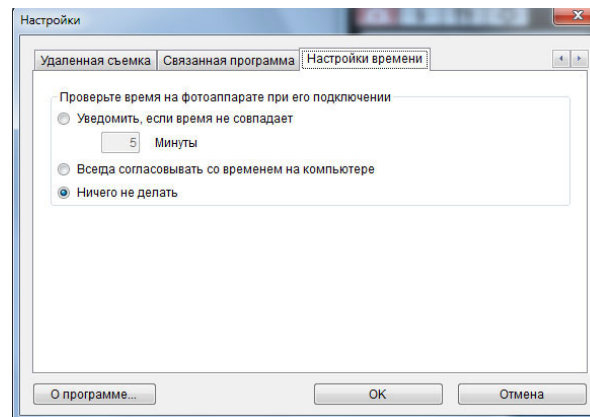 Настройки
Удаленная съемка Связанная программа Настройки времени
Проверьте время на фотоаппарате при его подключении
Уведомить, если время не совпадает
5 Минуты
Всегда согласовывать со временем на компьютере
Ничего не делать
О программе... OK Отмена